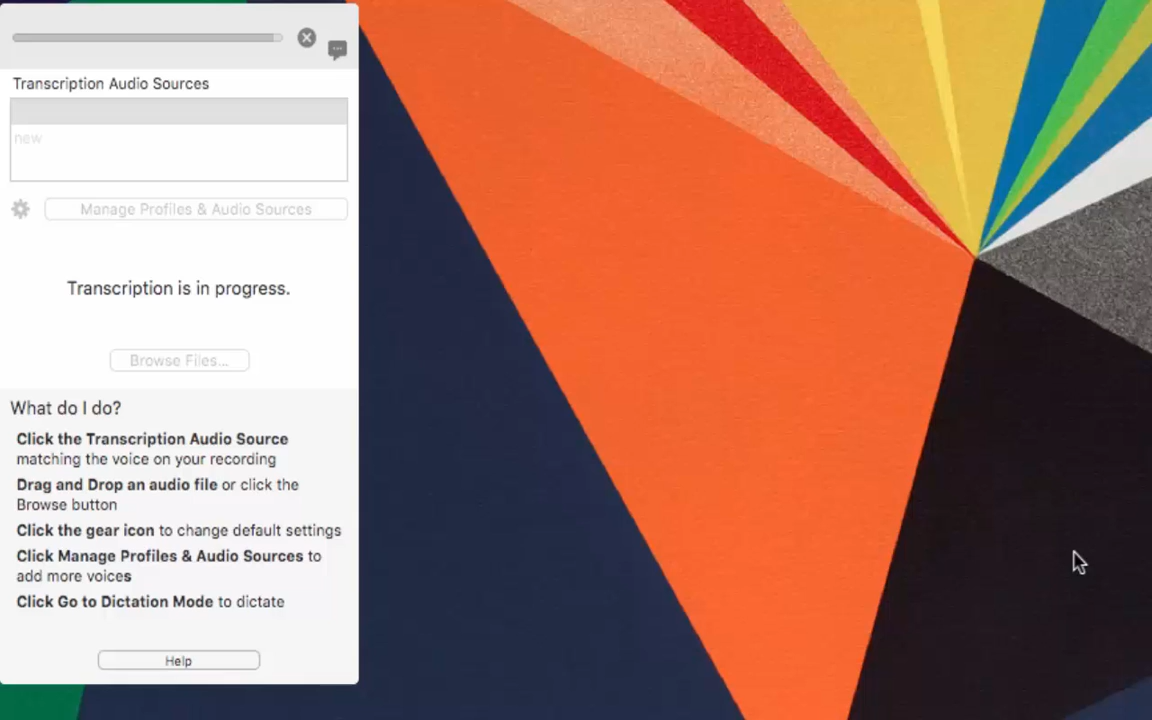 Transcription Audio Sources
new
Manage Profiles & Audio Sources
Transcription is in progress.
Browse Files...
What do I do?
Click the Transcription Audio Source
matching the voice on your recording
Drag and Drop an audio file or click the
Browse button
Click the gear icon to change default settings
Click Manage Profiles & Audio Sources to
add more voices
Click Go to Dictation Mode to dictate
Help